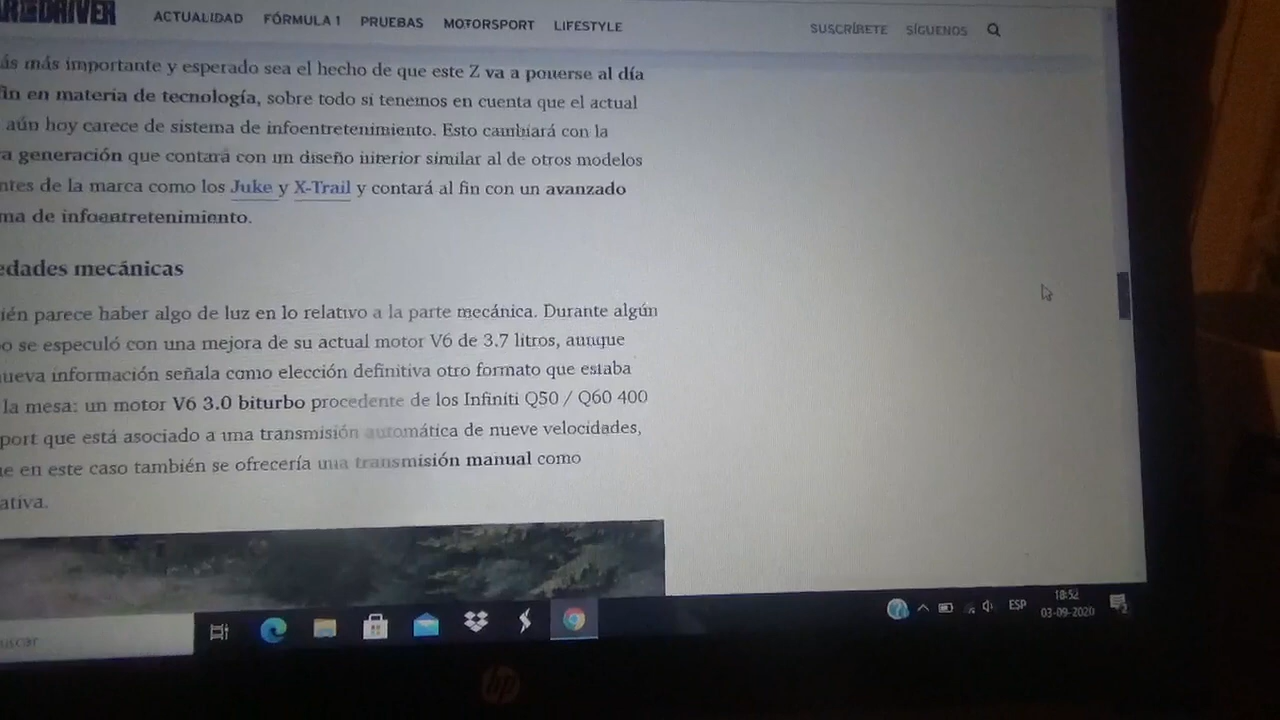 DRIVER
ACTUALIDAD FÓRMULA 1 PRUEBAS MOTORSPORT LIFESTYLE
SUSCRÍBETE SÍGUENOS
ás más importante y esperado sea el hecho de que este Z va a ponerse al día
fin en materia de tecnología, sobre todo si tenemos en cuenta que el actual
aún hoy carece de sistema de infoentretenimiento. Esto cambiará con la
a generación que contará con un diseño interior similar al de otros modelos
ntes de la marca como los Juke y X-Trail y contará al fin con un avanzado
ma de infoentretenimiento.
edades mecánicas
ién parece haber algo de luz en lo relativo a la parte mecánica. Durante algún
o se especuló con una mejora de su actual motor V6 de 3.7 litros, aunque
ueva información señala como elección definitiva otro formato que estaba
la mesa: un motor V6 3.0 biturbo procedente de los Infiniti Q50 / Q60 400
port que está asociado a una transmisión automática de nueve velocidades,
ue en este caso también se ofrecería una transmisión manual como
ativa.
uscar
ESP
18:52
03-09-2020
2
hp